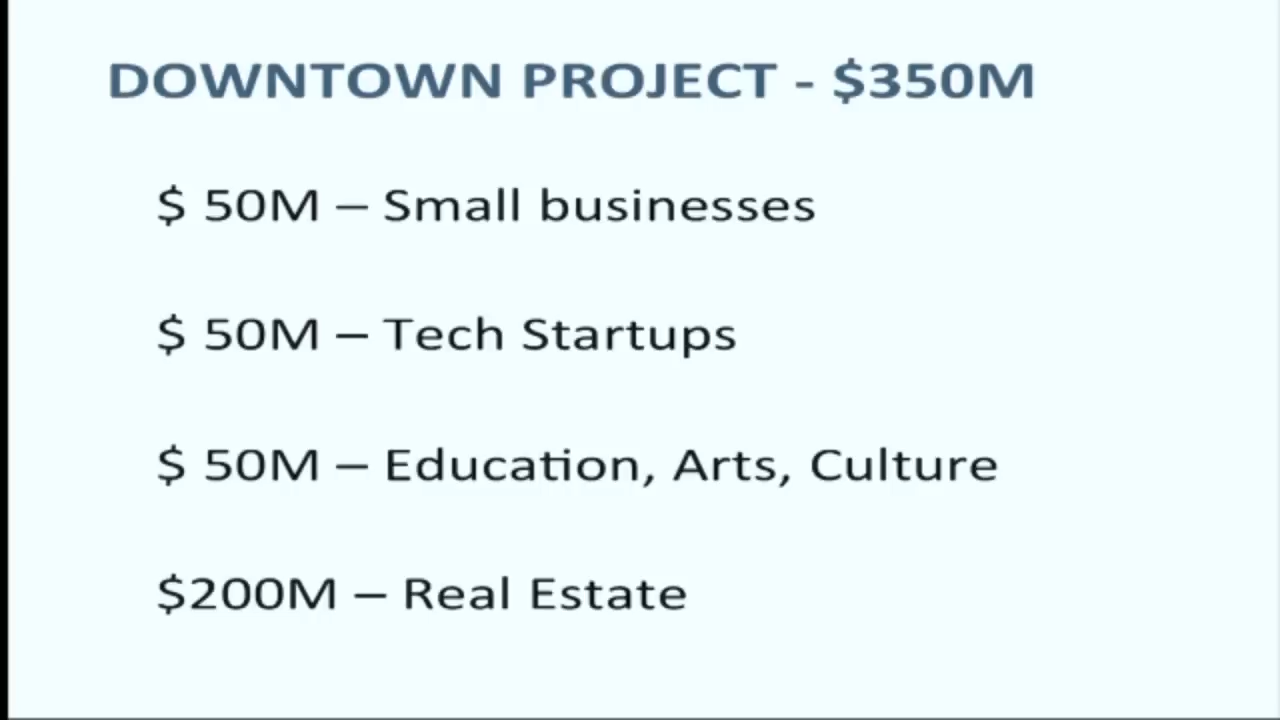 DOWNTOWN PROJECT - $350M
$ 50M – Small businesses
$ 50M – Tech Startups
$ 50M – Education, Arts, Culture
$200M – Real Estate